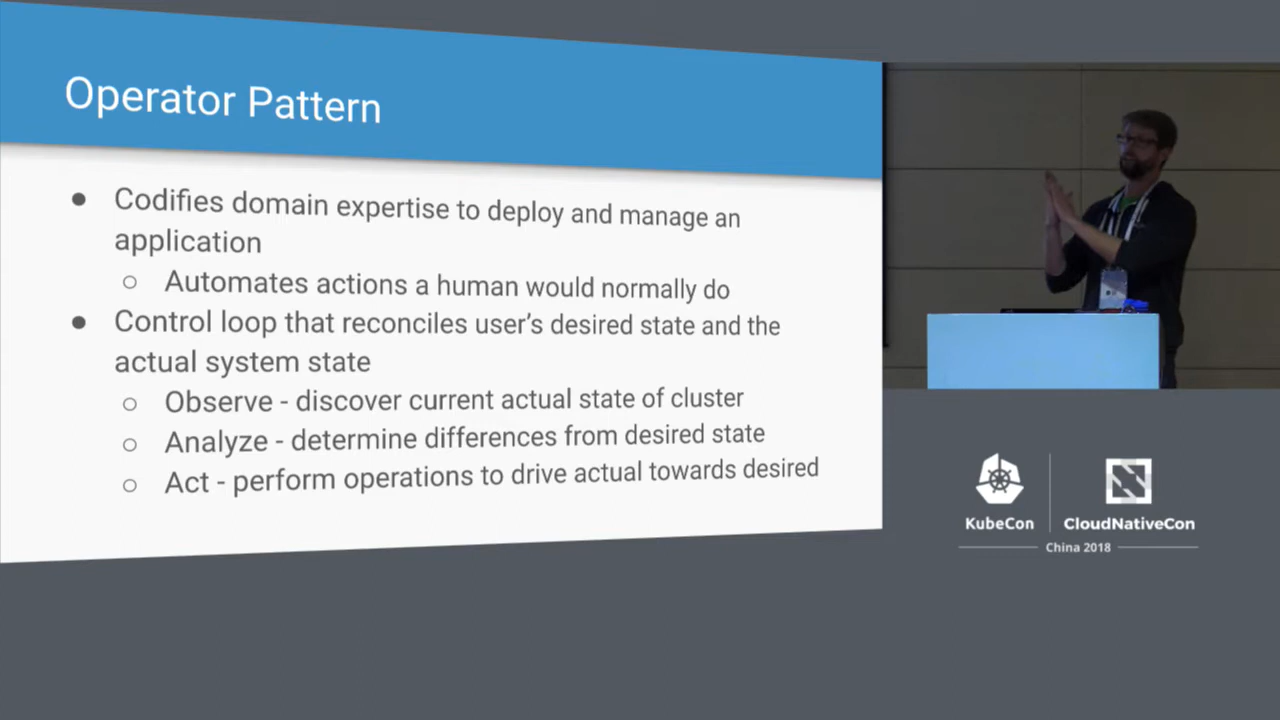 Operator Pattern
● Codifies domain expertise to deploy and manage an
application
○ Automates actions a human would normally do
● Control loop that reconciles user’s desired state and the
actual system state
○ Observe - discover current actual state of cluster
○ Analyze - determine differences from desired state
○ Act - perform operations to drive actual towards desired
KubeCon
CloudNativeCon
China 2018